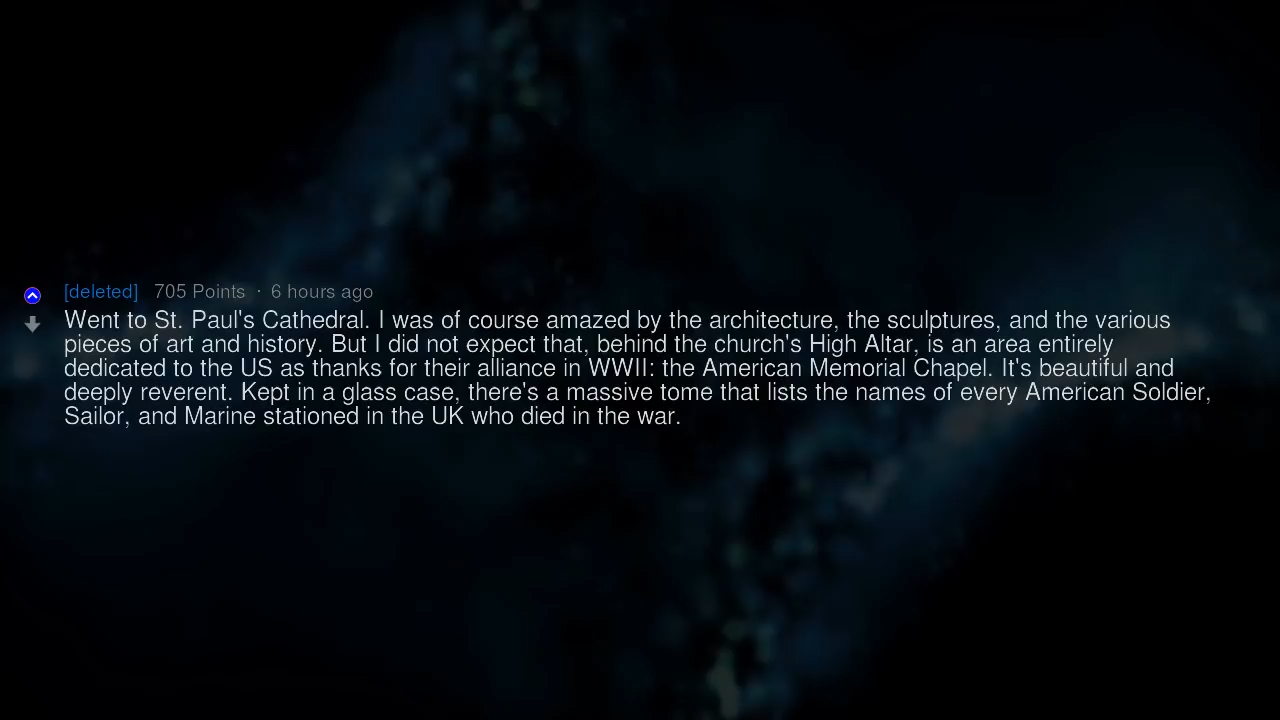 [deleted] 705 Points · 6 hours ago
Went to St. Paul's Cathedral. I was of course amazed by the architecture, the sculptures, and the various
pieces of art and history. But I did not expect that, behind the church's High Altar, is an area entirely
dedicated to the US as thanks for their alliance in WWII: the American Memorial Chapel. It's beautiful and
deeply reverent. Kept in a glass case, there's a massive tome that lists the names of every American Soldier,
Sailor, and Marine stationed in the UK who died in the war.